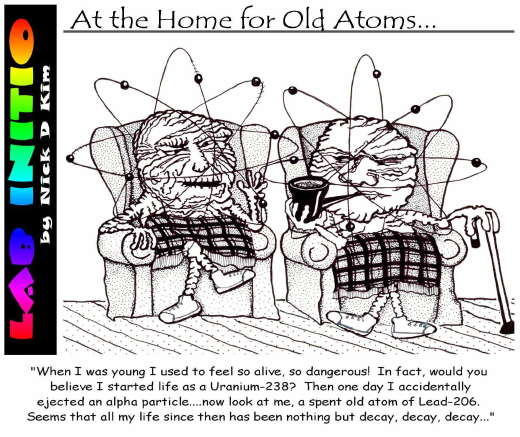 At the Home for Old Atoms...
LAB INITIO
by Nick D Kim
"When I was young I used to feel so alive, so dangerous!  In fact, would you
believe I started life as a Uranium-238?  Then one day I accidentally
ejected an alpha particle....now look at me, a spent old atom of Lead-206.
Seems that all my life since then has been nothing but decay, decay, decay..."